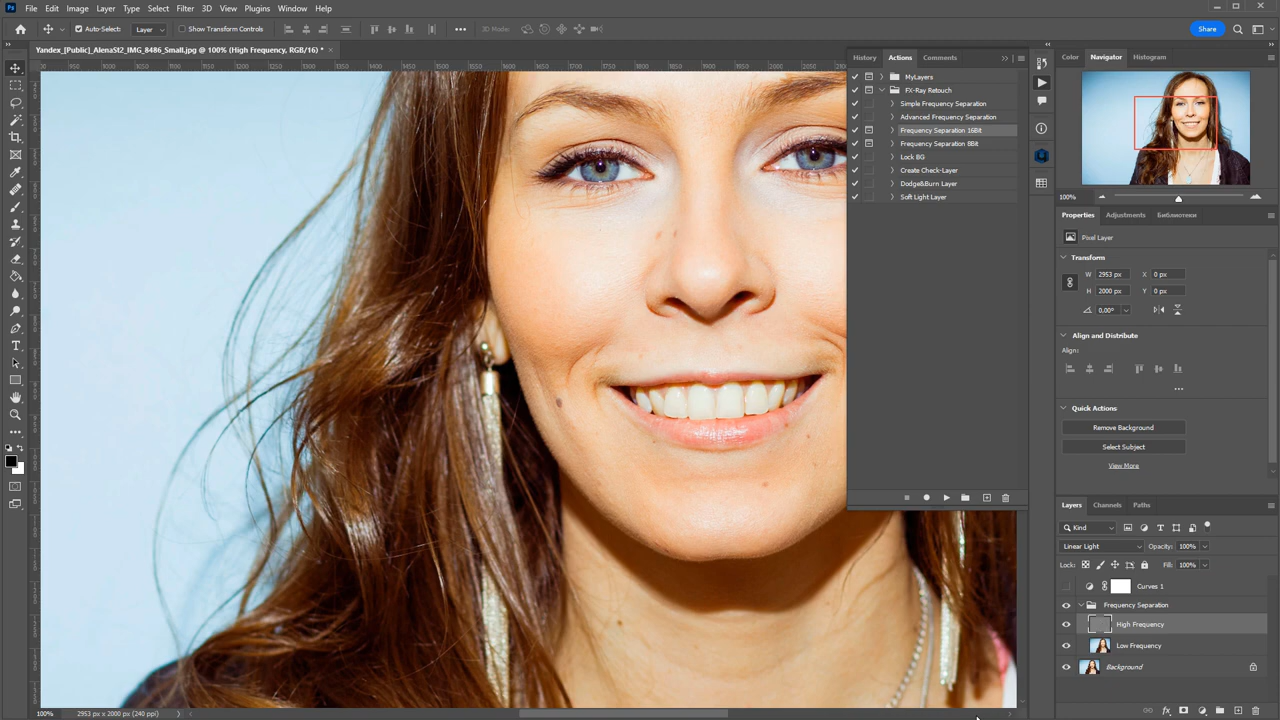 Ps File Edit Image Layer Type Select Filter 3D View Plugins Window Help
Auto-Select: Layer Show Transform Controls 3D Mode: Share
Yandex_[Public]_AlenaSt2_IMG_8486_Small.jpg @ 100% (High Frequency, RGB/16) *
History Actions Comments
MyLayers
FX-Ray Retouch
Simple Frequency Separation
Advanced Frequency Separation
Frequency Separation 16Bit
Frequency Separation 8Bit
Lock BG
Create Check-Layer
Dodge&Burn Layer
Soft Light Layer
Color Navigator Histogram
100%
Properties Adjustments Библиотеки
Pixel Layer
Transform
W 2953 px X 0 px
H 2000 px Y 0 px
0,00°
Align and Distribute
Align:
Quick Actions
Remove Background
Select Subject
View More
Layers Channels Paths
Kind
Linear Light Opacity: 100%
Lock: Fill: 100%
Curves 1
Frequency Separation
High Frequency
Low Frequency
Background
100% 2953 px x 2000 px (240 ppi)